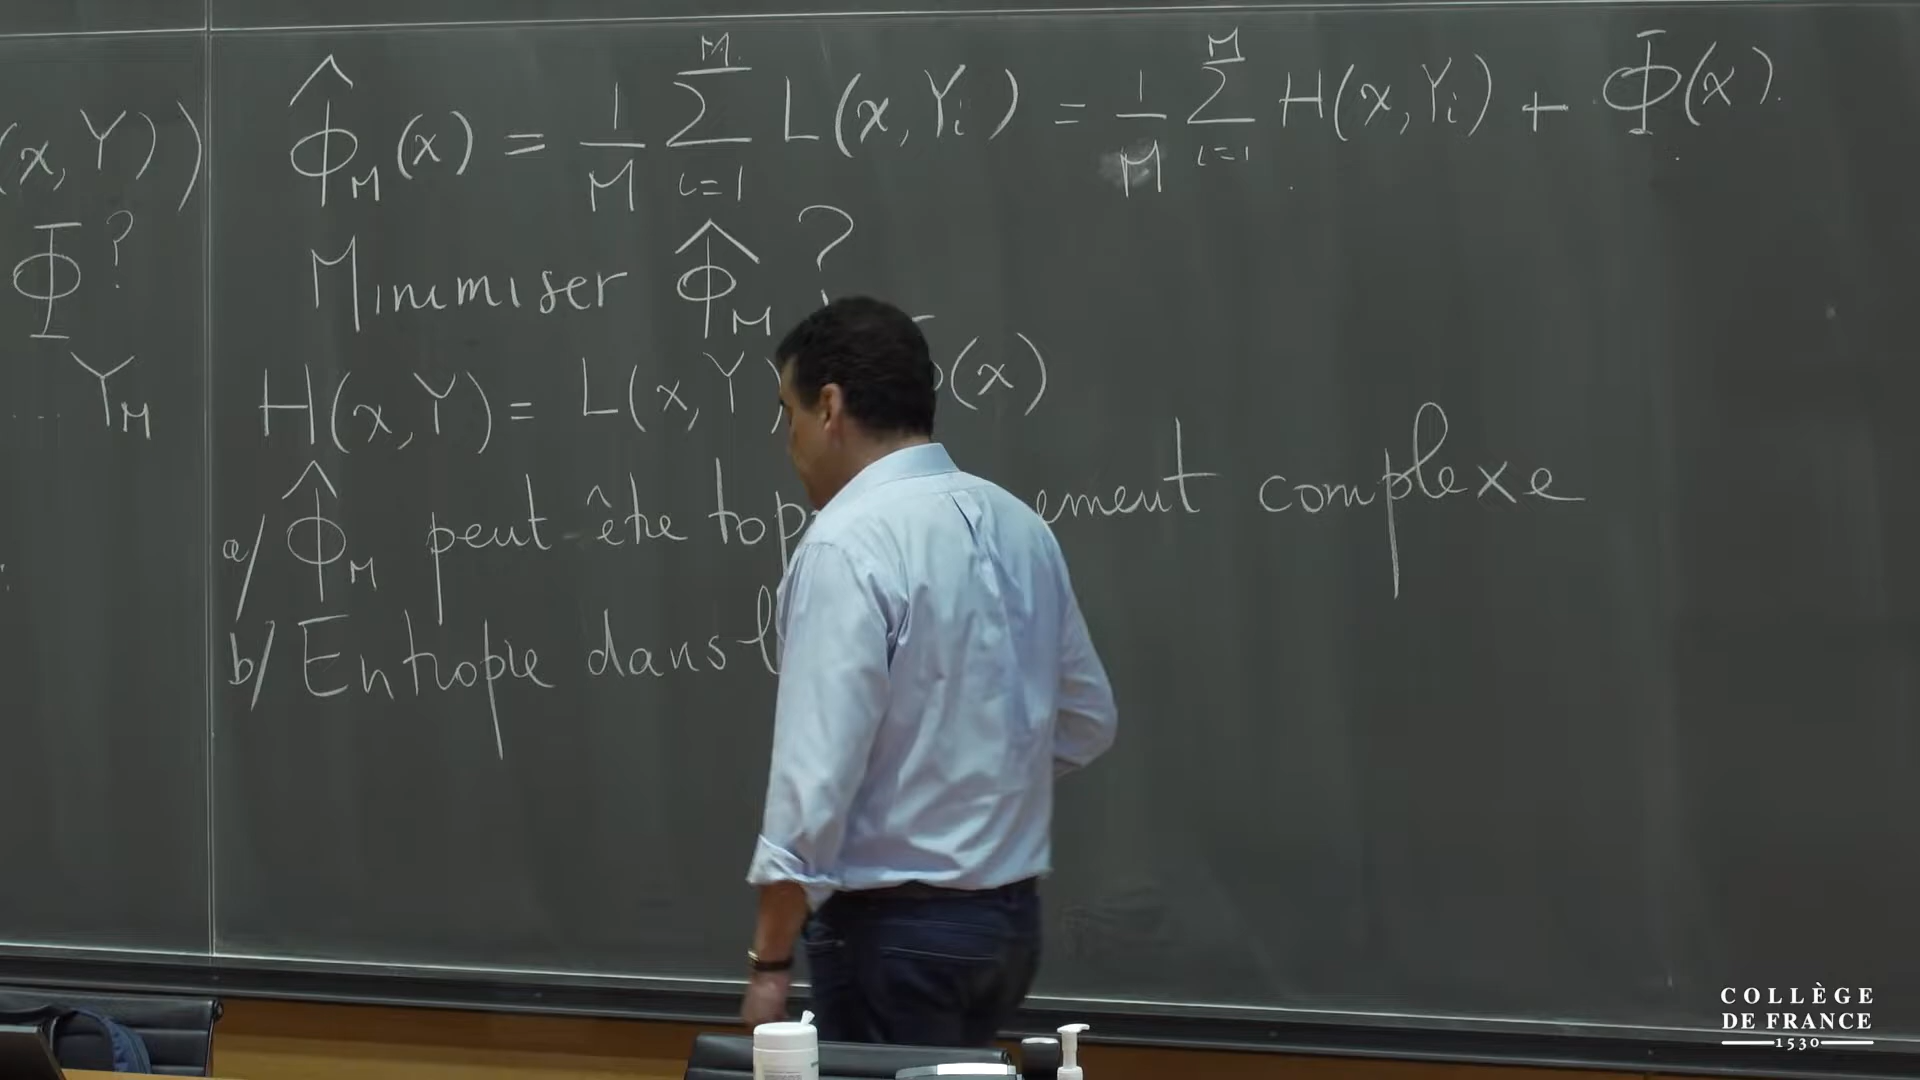 (x, Y))
Φ̄?
... Y_M
Φ̂_M(x) = 1/M Σ_{i=1}^{M} L(x, Y_i) = 1/M Σ_{i=1}^{M} H(x, Y_i) + Φ(x).
Minimiser Φ̂_M ?
H(x, Y) = L(x, Y) (x)
a/ Φ̂_M peut-être top ement complexe
b/ Entropie dans l
COLLÈGE
DE FRANCE
1530